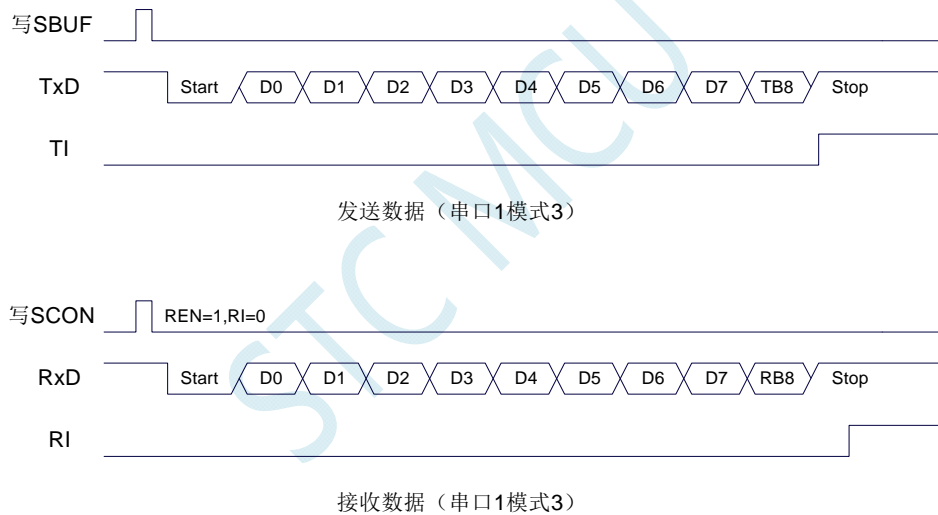 写SBUF
TxD Start D0 D1 D2 D3 D4 D5 D6 D7 TB8 Stop
TI
发送数据（串口1模式3）
写SCON REN=1,RI=0
RxD Start D0 D1 D2 D3 D4 D5 D6 D7 RB8 Stop
RI
接收数据（串口1模式3）
STC MCU